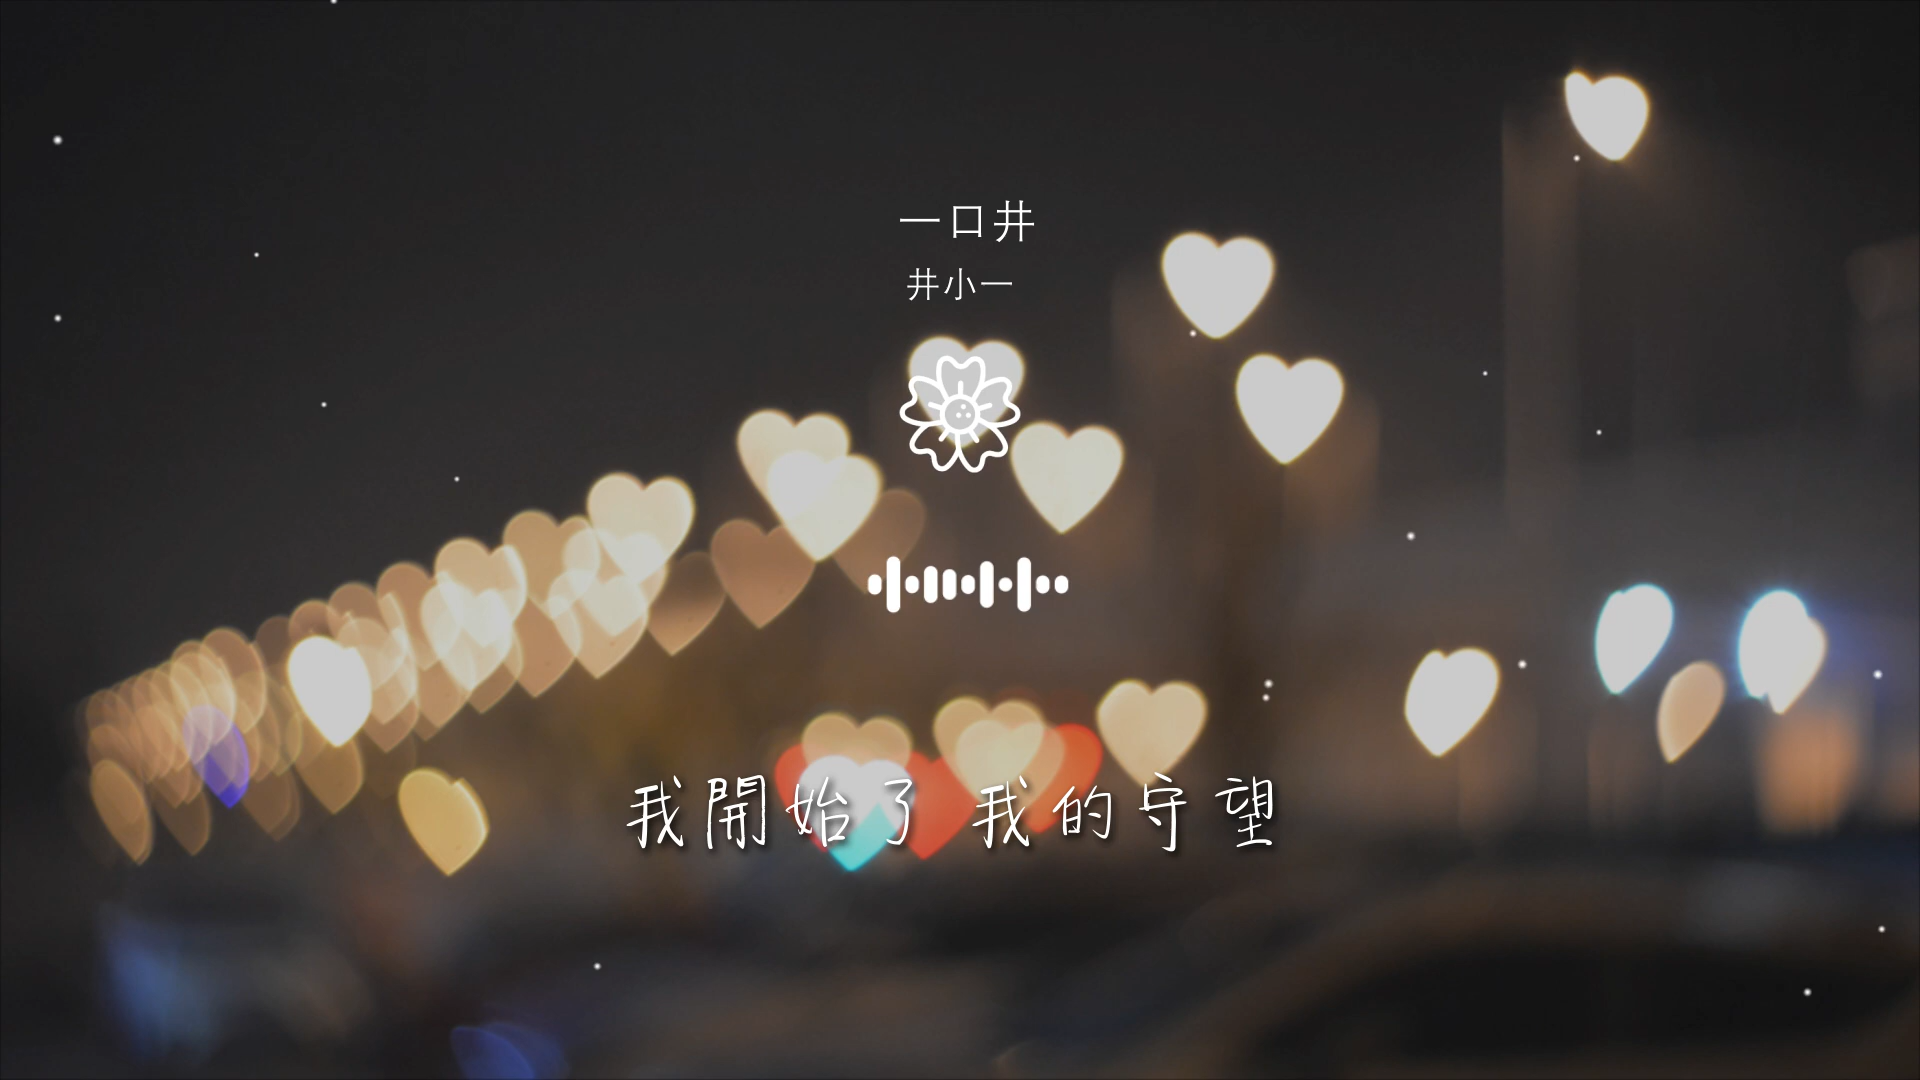 一口井
井小一
我開始了 我的守望